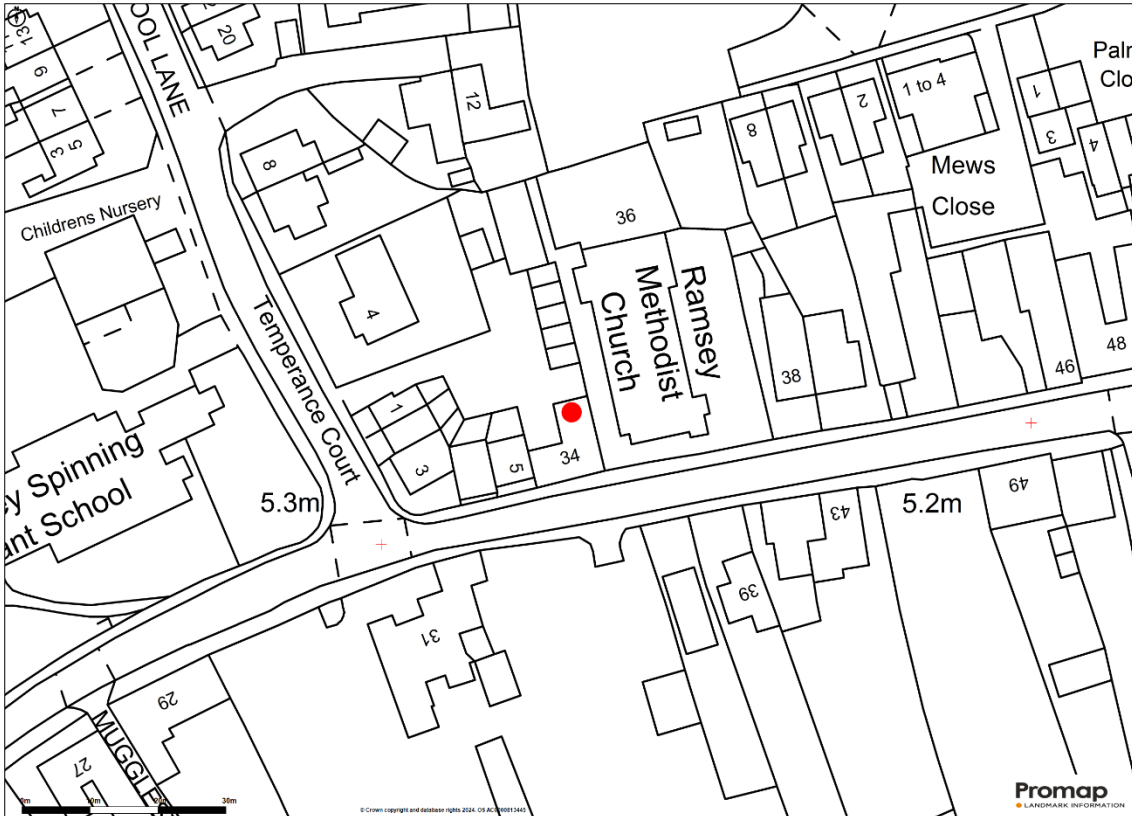 13
20
OOL LANE
9
7
5
3
Childrens Nursery
8
12
4
Temperance Court
1
3
5
34
36
Ramsey
Methodist
Church
8
2
1 to 4
Mews
Close
Palm
Clo
1
3
4
38
46
48
y Spinning
ant School
5.3m
5.2m
49
43
39
31
29
27
MUGGLE
0m 10m 20m 30m
© Crown copyright and database rights 2024. OS AC0000813445
Promap
LANDMARK INFORMATION